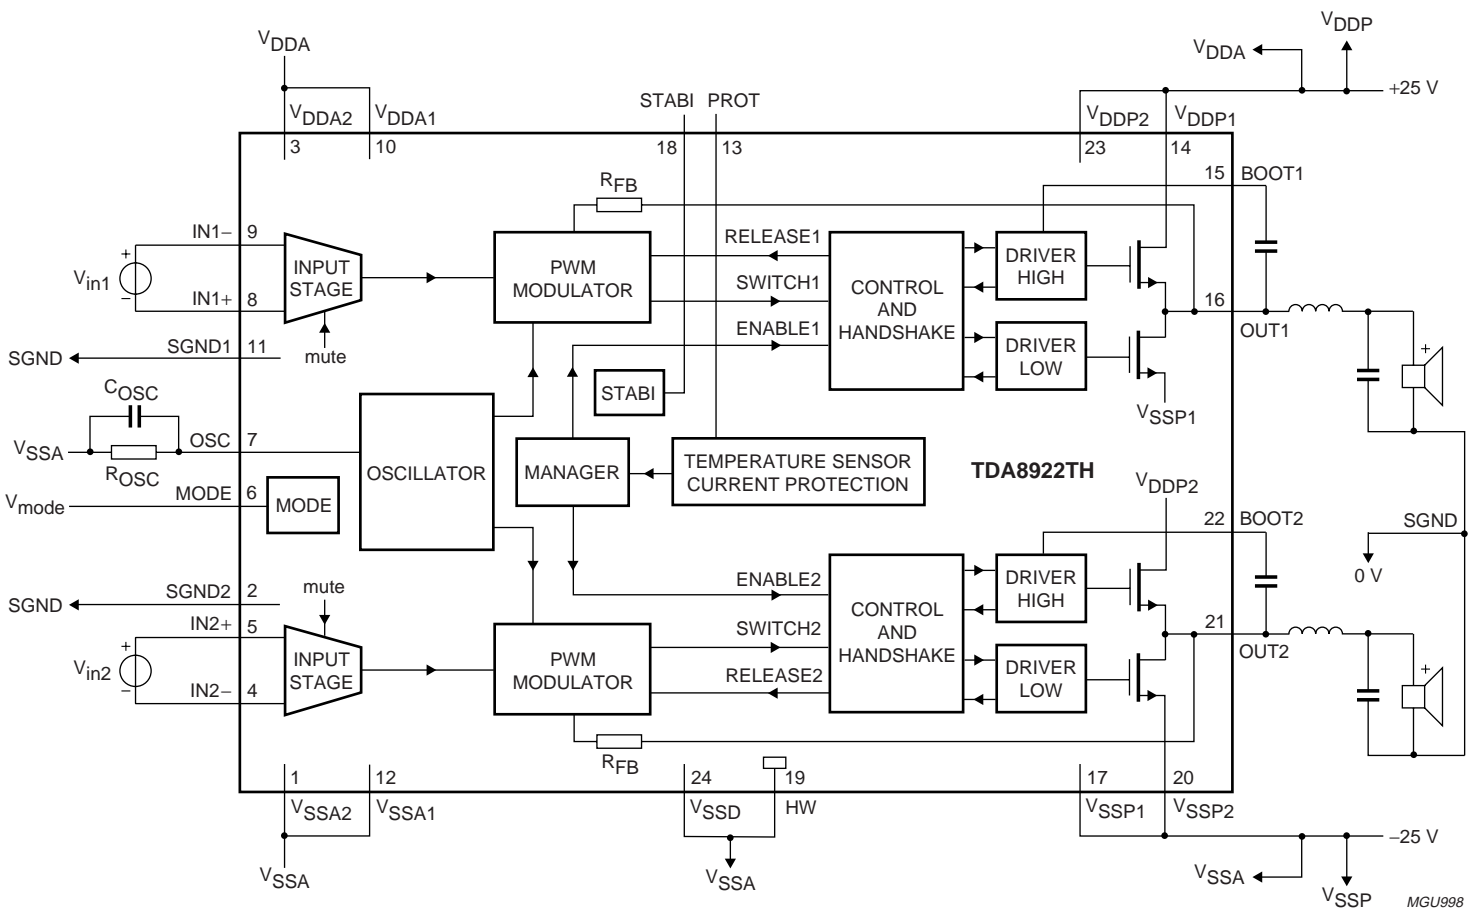 VDDA
VDDP
VDDA
+25 V
STABI PROT
VDDA2 VDDA1
VDDP2 VDDP1
3 10 18 13 23 14
15 BOOT1
RFB
IN1− 9
RELEASE1
INPUT
STAGE
PWM
MODULATOR
DRIVER
HIGH
Vin1
+
−
SWITCH1
CONTROL
AND
HANDSHAKE
IN1+ 8
16
OUT1
ENABLE1
mute
DRIVER
LOW
SGND SGND1 11
+
COSC
STABI
VSSP1
VSSA OSC 7
ROSC
OSCILLATOR
MANAGER
TEMPERATURE SENSOR
CURRENT PROTECTION
TDA8922TH
VDDP2
Vmode MODE 6
MODE
22 BOOT2
SGND
0 V
mute
ENABLE2
DRIVER
HIGH
SGND SGND2 2
IN2+ 5
CONTROL
AND
HANDSHAKE
SWITCH2
21
OUT2
INPUT
STAGE
PWM
MODULATOR
DRIVER
LOW
Vin2
+
−
RELEASE2
+
IN2− 4
RFB
1 12 24 19 17 20
VSSA2 VSSA1 VSSD HW VSSP1 VSSP2
−25 V
VSSA VSSA VSSA
VSSP
MGU998